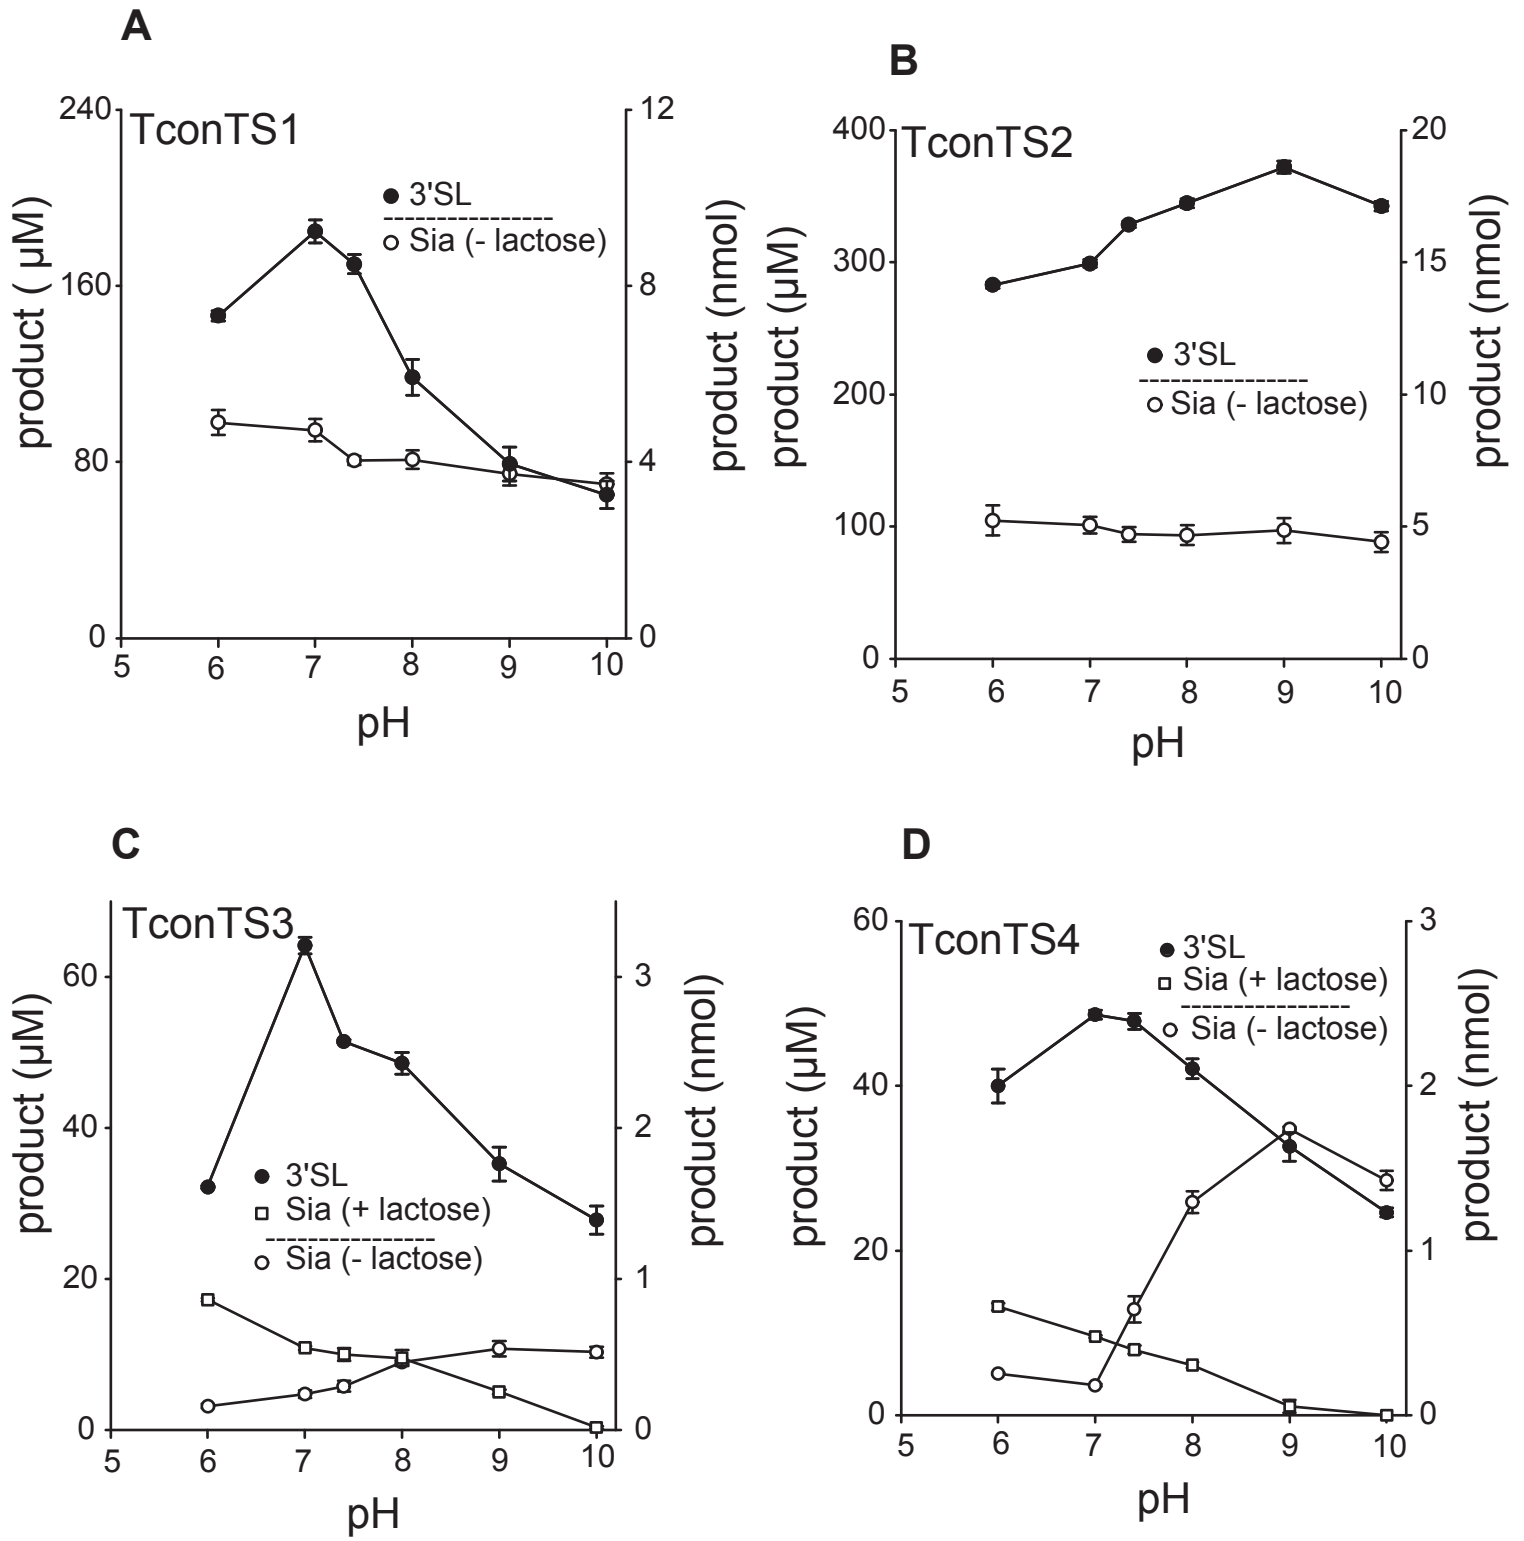 A
TconTS1
240
160
80
0
12
8
4
0
product ( µM)
product (nmol)
3'SL
-----------------
Sia (- lactose)
5 6 7 8 9 10
pH
B
TconTS2
400
300
200
100
0
20
15
10
5
0
product (µM)
product (nmol)
3'SL
-----------------
Sia (- lactose)
5 6 7 8 9 10
pH
C
TconTS3
60
40
20
0
3
2
1
0
product (µM)
product (nmol)
3'SL
Sia (+ lactose)
-----------------
Sia (- lactose)
5 6 7 8 9 10
pH
D
TconTS4
60
40
20
0
3
2
1
0
product (µM)
product (nmol)
3'SL
Sia (+ lactose)
-----------------
Sia (- lactose)
5 6 7 8 9 10
pH